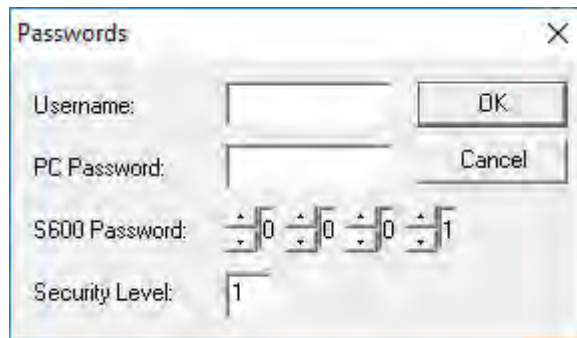 Passwords
Username: OK
PC Password: Cancel
S600 Password: 0 0 0 1
Security Level: 1